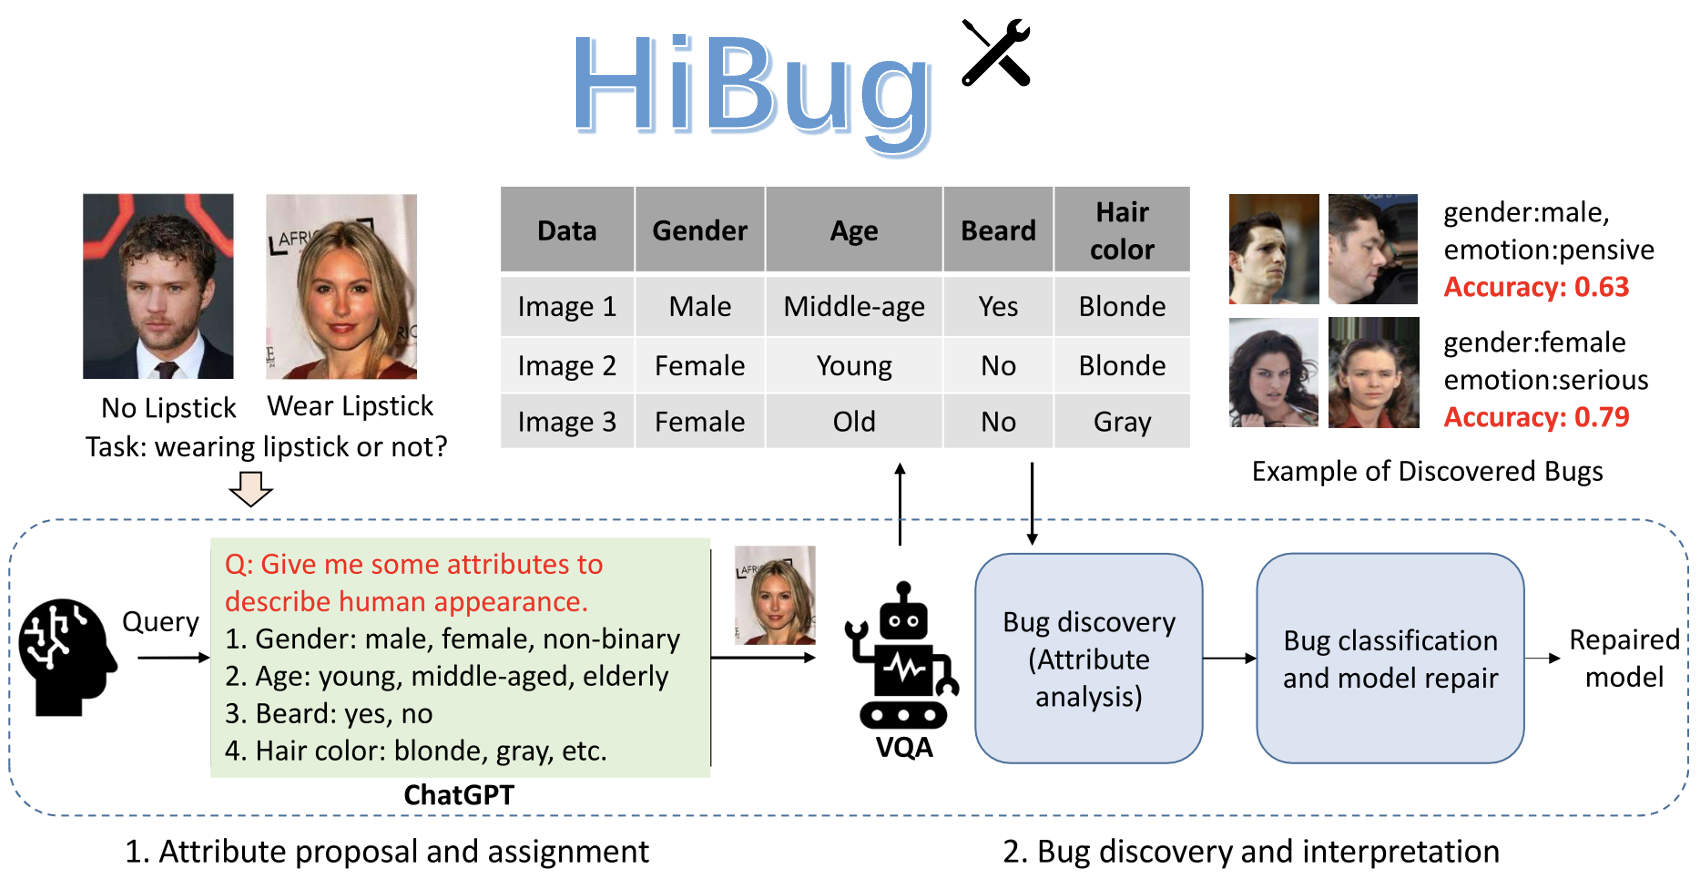 HiBug
No Lipstick
Wear Lipstick
Task: wearing lipstick or not?
Data Gender Age Beard Hair color
Image 1 Male Middle-age Yes Blonde
Image 2 Female Young No Blonde
Image 3 Female Old No Gray
gender:male,
emotion:pensive
Accuracy: 0.63
gender:female
emotion:serious
Accuracy: 0.79
Example of Discovered Bugs
Query
Q: Give me some attributes to
describe human appearance.
1. Gender: male, female, non-binary
2. Age: young, middle-aged, elderly
3. Beard: yes, no
4. Hair color: blonde, gray, etc.
ChatGPT
VQA
Bug discovery
(Attribute
analysis)
Bug classification
and model repair
Repaired
model
1. Attribute proposal and assignment
2. Bug discovery and interpretation